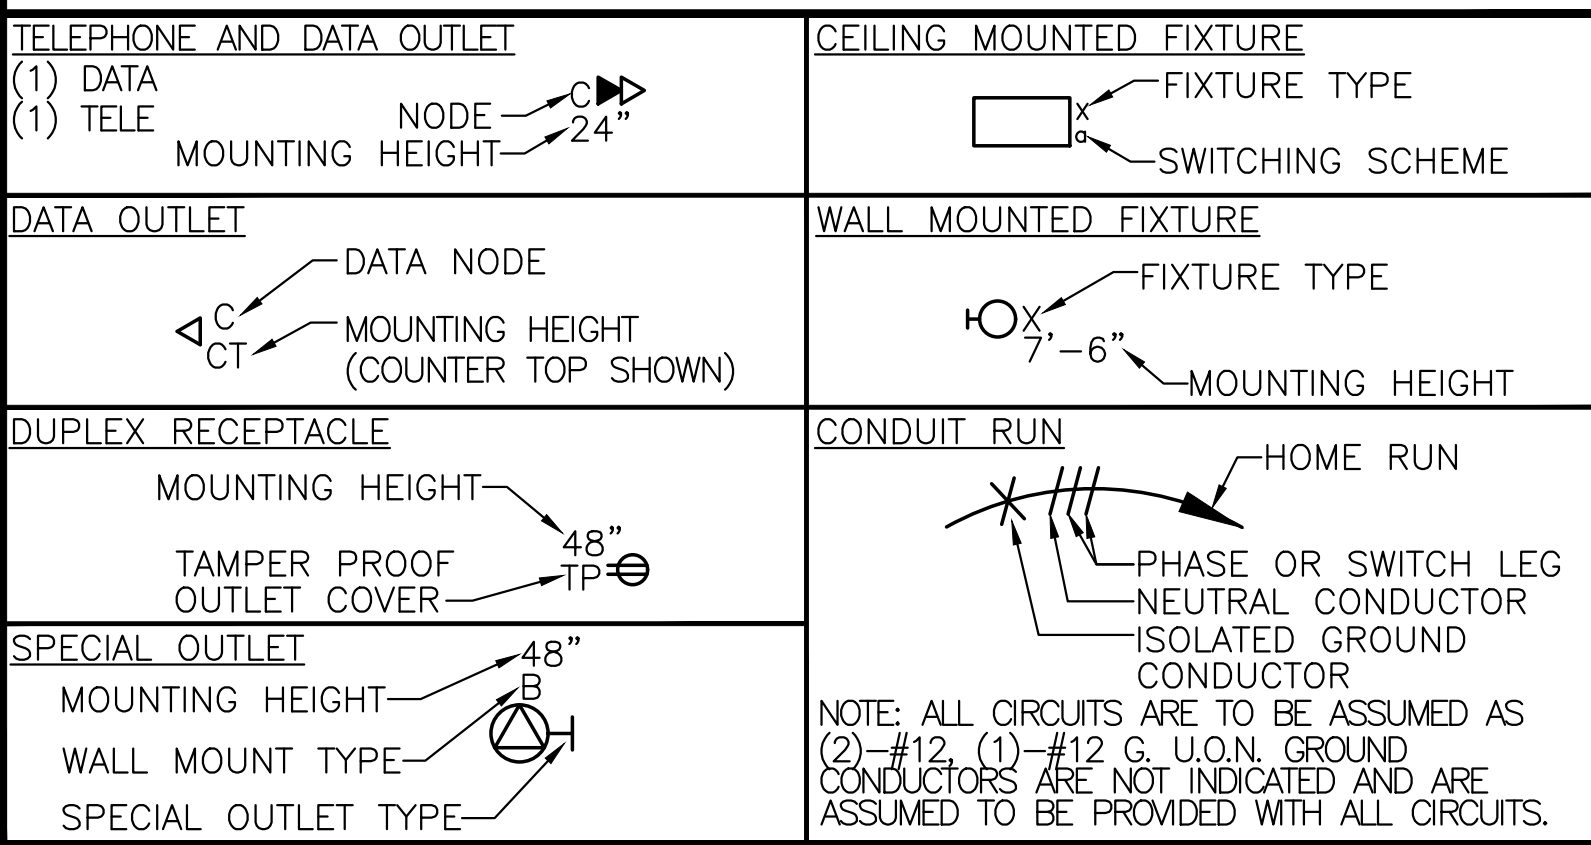 TELEPHONE AND DATA OUTLET
(1) DATA
(1) TELE
NODE
C
24"
MOUNTING HEIGHT
DATA OUTLET
DATA NODE
C
CT
MOUNTING HEIGHT
(COUNTER TOP SHOWN)
DUPLEX RECEPTACLE
MOUNTING HEIGHT
48"
TAMPER PROOF
OUTLET COVER
TP
SPECIAL OUTLET
48"
MOUNTING HEIGHT
B
WALL MOUNT TYPE
SPECIAL OUTLET TYPE
CEILING MOUNTED FIXTURE
FIXTURE TYPE
X
a
SWITCHING SCHEME
WALL MOUNTED FIXTURE
FIXTURE TYPE
X
7'-6"
MOUNTING HEIGHT
CONDUIT RUN
HOME RUN
PHASE OR SWITCH LEG
NEUTRAL CONDUCTOR
ISOLATED GROUND
CONDUCTOR
NOTE: ALL CIRCUITS ARE TO BE ASSUMED AS
(2)-#12, (1)-#12 G. U.O.N. GROUND
CONDUCTORS ARE NOT INDICATED AND ARE
ASSUMED TO BE PROVIDED WITH ALL CIRCUITS.